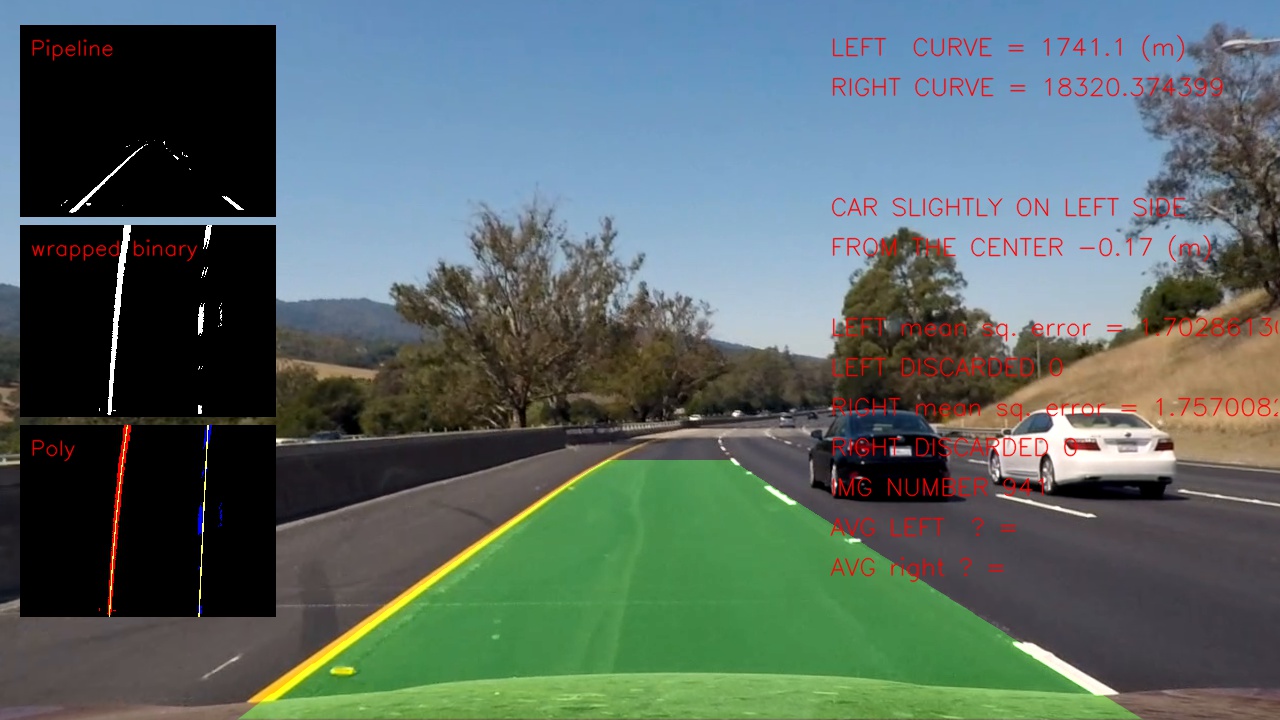 Pipeline
wrapped binary
Poly
LEFT CURVE = 1741.1 (m)
RIGHT CURVE = 18320.374399
CAR SLIGHTLY ON LEFT SIDE
FROM THE CENTER -0.17 (m)
LEFT mean sq. error = 1.7028613
LEFT DISCARDED 0
RIGHT mean sq. error = 1.757008
RIGHT DISCARDED 0
IMG NUMBER 941
AVG LEFT ? =
AVG right ? =